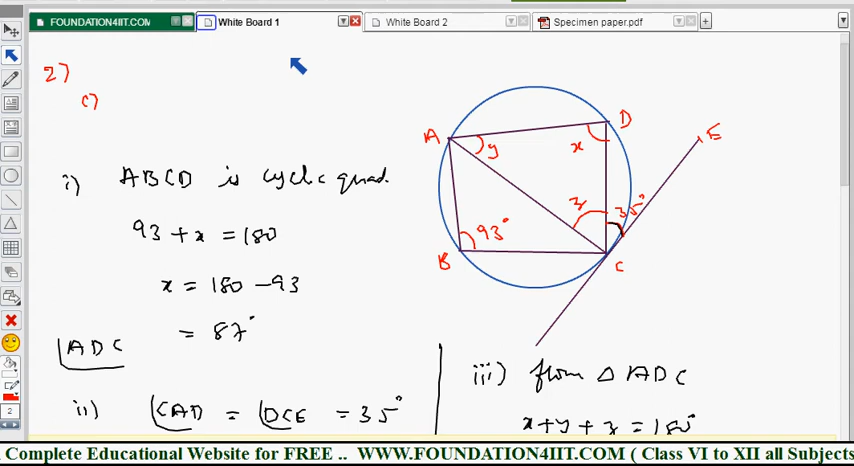 FOUNDATION4IIT.COM
White Board 1
White Board 2
Specimen paper.pdf
2)
c)
i) ABCD is cyclic quad.
93 + x = 180
x = 180 - 93
= 87°
∠ADC
ii) ∠CAD = ∠DCE = 35°
A
D
E
y
x
z
35°
93°
B
C
iii) from △ ADC
x + y + z = 180°
2
Complete Educational Website for FREE .. WWW.FOUNDATION4IIT.COM ( Class VI to XII all Subjects